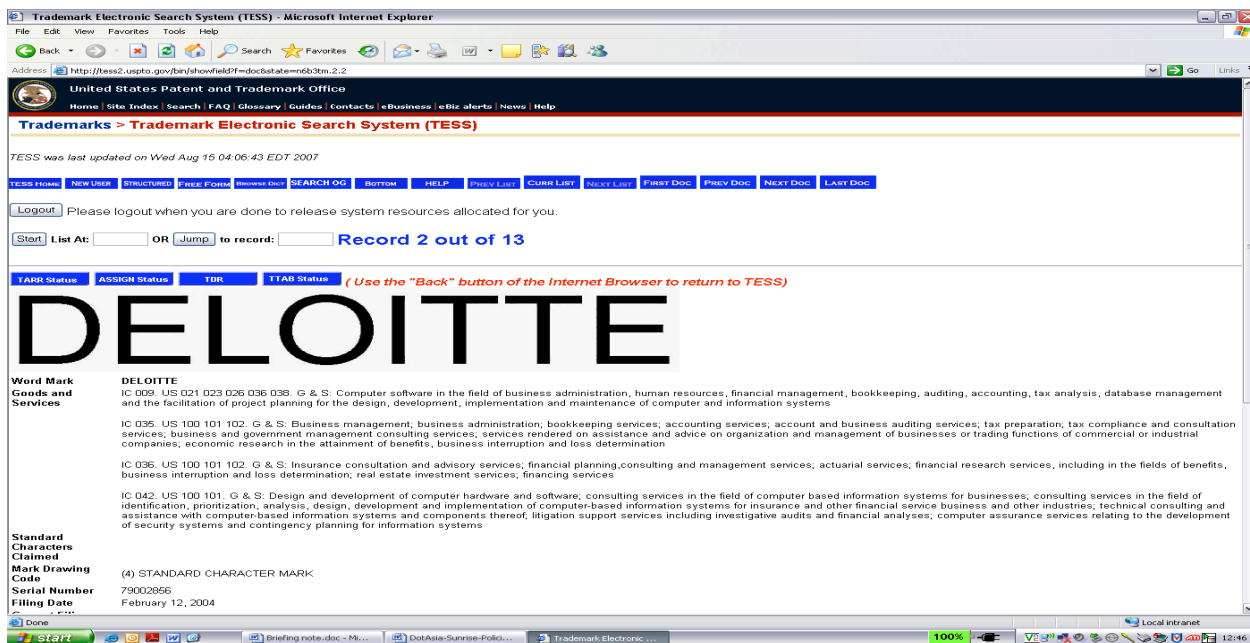 Trademark Electronic Search System (TESS) - Microsoft Internet Explorer
File Edit View Favorites Tools Help
Back Search Favorites
Address http://tess2.uspto.gov/bin/showfield?f=doc&state=n6b3tm.2.2 Go Links
United States Patent and Trademark Office
Home | Site Index | Search | FAQ | Glossary | Guides | Contacts | eBusiness | eBiz alerts | News | Help
Trademarks > Trademark Electronic Search System (TESS)
TESS was last updated on Wed Aug 15 04:06:43 EDT 2007
TESS HOME NEW USER STRUCTURED FREE FORM BROWSE DICT SEARCH OG BOTTOM HELP PREV LIST CURR LIST NEXT LIST FIRST DOC PREV DOC NEXT DOC LAST DOC
Logout Please logout when you are done to release system resources allocated for you.
Start List At: OR Jump to record: Record 2 out of 13
TARR Status ASSIGN Status TDR TTAB Status ( Use the "Back" button of the Internet Browser to return to TESS)
DELOITTE
Word Mark DELOITTE
Goods and Services IC 009. US 021 023 026 036 038. G & S: Computer software in the field of business administration, human resources, financial management, bookkeeping, auditing, accounting, tax analysis, database management
and the facilitation of project planning for the design, development, implementation and maintenance of computer and information systems
IC 035. US 100 101 102. G & S: Business management; business administration; bookkeeping services; accounting services; account and business auditing services; tax preparation; tax compliance and consultation
services; business and government management consulting services; services rendered on assistance and advice on organization and management of businesses or trading functions of commercial or industrial
companies; economic research in the attainment of benefits, business interruption and loss determination
IC 036. US 100 101 102. G & S: Insurance consultation and advisory services; financial planning,consulting and management services; actuarial services; financial research services, including in the fields of benefits,
business interruption and loss determination; real estate investment services; financing services
IC 042. US 100 101. G & S: Design and development of computer hardware and software; consulting services in the field of computer based information systems for businesses; consulting services in the field of
identification, prioritization, analysis, design, development and implementation of computer-based information systems for insurance and other financial service business and other industries; technical consulting and
assistance with computer-based information systems and components thereof; litigation support services including investigative audits and financial analyses; computer assurance services relating to the development
of security systems and contingency planning for information systems
Standard
Characters
Claimed
Mark Drawing
Code (4) STANDARD CHARACTER MARK
Serial Number 79002856
Filing Date February 12, 2004
Done Local intranet
start Briefing note.doc - Mi... DotAsia-Sunrise-Polici... Trademark Electronic ... 100% 12:46